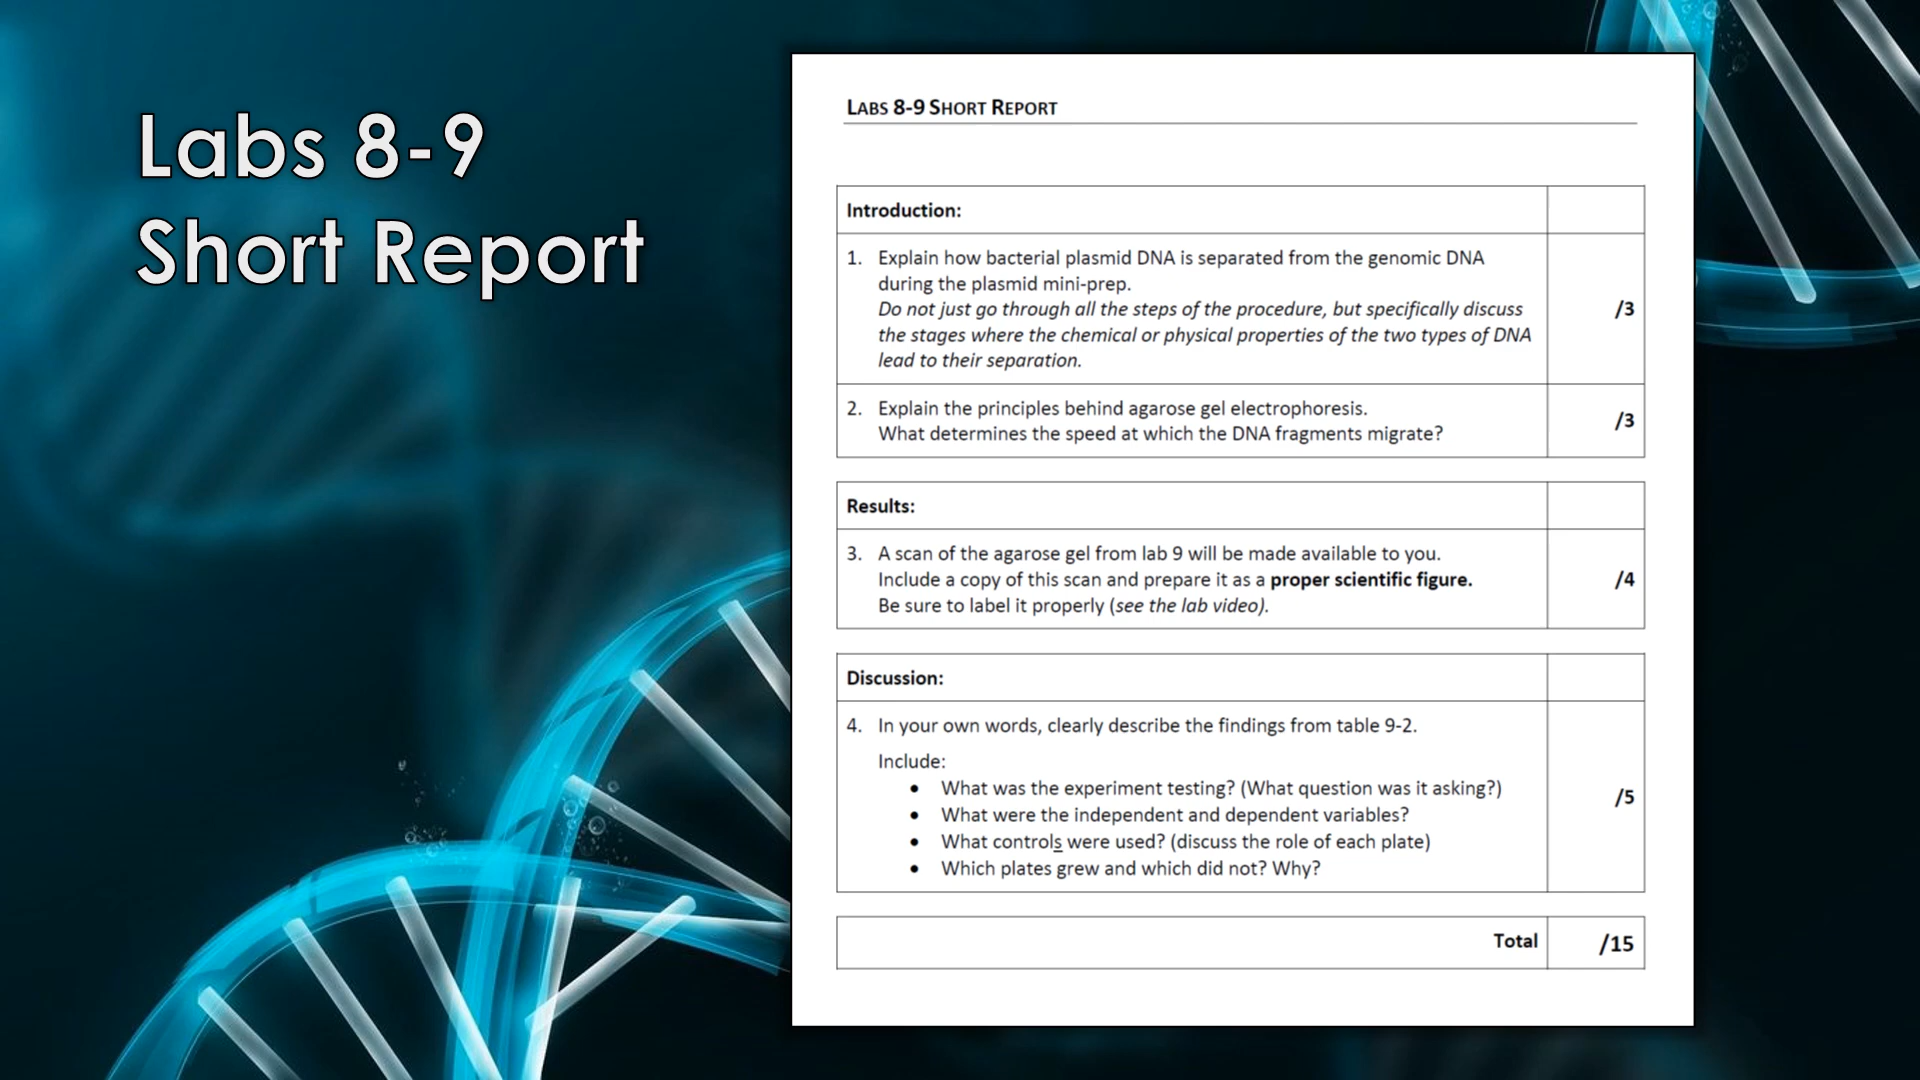 Labs 8-9
Short Report
LABS 8-9 SHORT REPORT
Introduction:
1. Explain how bacterial plasmid DNA is separated from the genomic DNA
during the plasmid mini-prep.
Do not just go through all the steps of the procedure, but specifically discuss
the stages where the chemical or physical properties of the two types of DNA
lead to their separation.
/3
2. Explain the principles behind agarose gel electrophoresis.
What determines the speed at which the DNA fragments migrate?
/3
Results:
3. A scan of the agarose gel from lab 9 will be made available to you.
Include a copy of this scan and prepare it as a proper scientific figure.
Be sure to label it properly (see the lab video).
/4
Discussion:
4. In your own words, clearly describe the findings from table 9-2.
Include:
• What was the experiment testing? (What question was it asking?)
• What were the independent and dependent variables?
• What controls were used? (discuss the role of each plate)
• Which plates grew and which did not? Why?
/5
Total /15